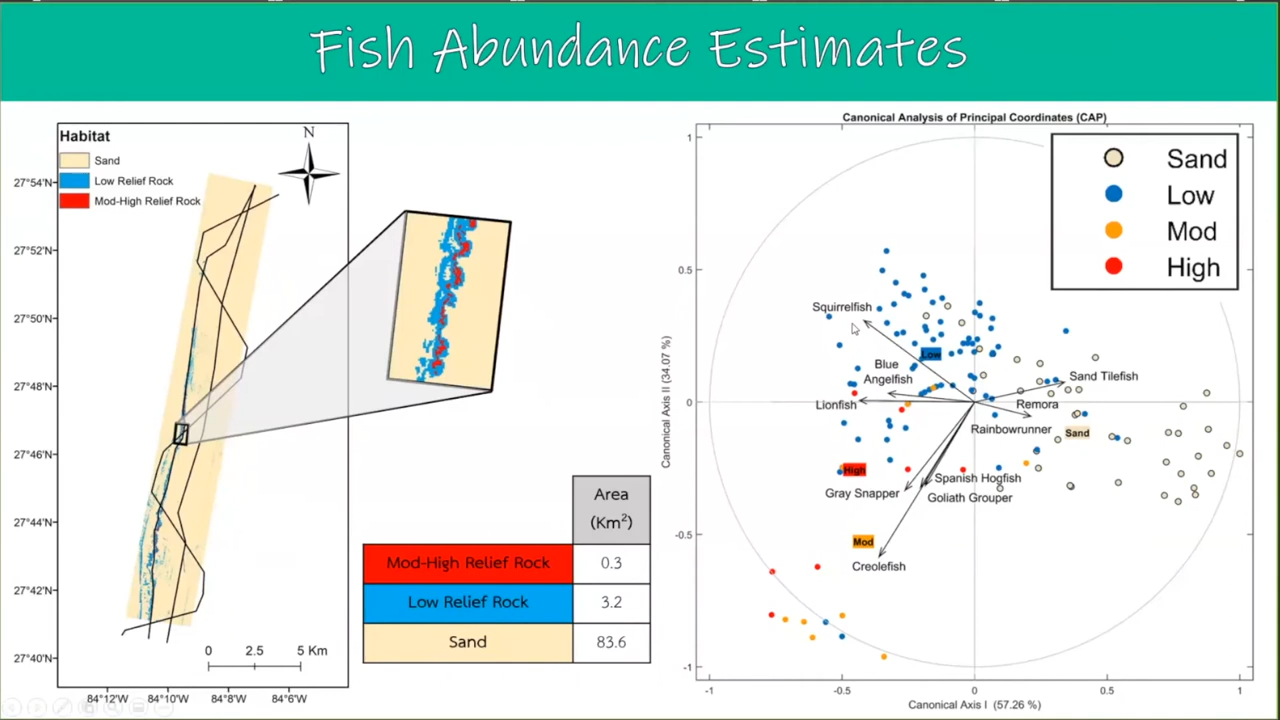 Fish Abundance Estimates
Habitat
Sand
Low Relief Rock
Mod-High Relief Rock
N
27°54'N
27°52'N
27°50'N
27°48'N
27°46'N
27°44'N
27°42'N
27°40'N
84°12'W
84°10'W
84°8'W
84°6'W
0
2.5
5 Km
Area
(Km²)
Mod-High Relief Rock
0.3
Low Relief Rock
3.2
Sand
83.6
Canonical Analysis of Principal Coordinates (CAP)
Sand
Low
Mod
High
Canonical Axis II (34.07 %)
1
0.5
0
-0.5
-1
Squirrelfish
Low
Blue
Angelfish
Lionfish
Sand Tilefish
Remora
Rainbowrunner
Sand
High
Gray Snapper
Spanish Hogfish
Goliath Grouper
Mod
Creolefish
-1
-0.5
0
0.5
1
Canonical Axis I (57.26 %)